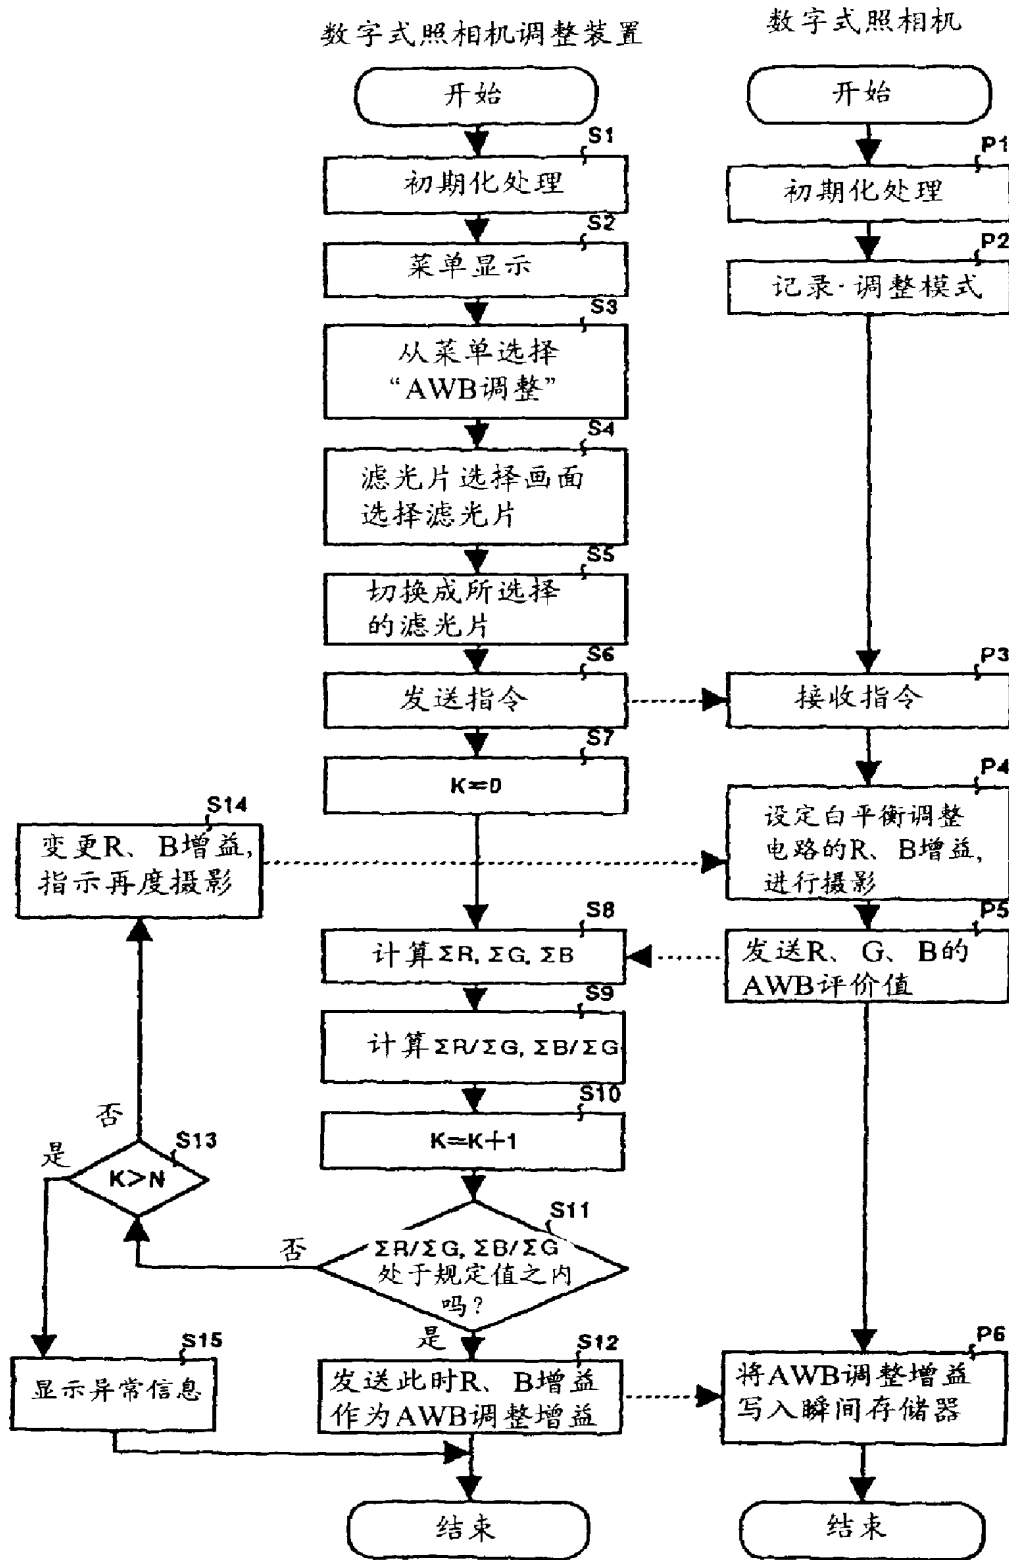 数字式照相机调整装置
数字式照相机
开始
开始
S1
初期化处理
P1
初期化处理
S2
菜单显示
P2
记录·调整模式
S3
从菜单选择
“AWB调整”
S4
滤光片选择画面
选择滤光片
S5
切换成所选择
的滤光片
S6
发送指令
P3
接收指令
S7
K=0
P4
设定白平衡调整
电路的R、B增益,
进行摄影
S14
变更R、B增益,
指示再度摄影
S8
计算ΣR, ΣG, ΣB
P5
发送R、G、B的
AWB评价值
S9
计算ΣR/ΣG, ΣB/ΣG
S10
K=K+1
否
是
S13
K>N
S11
ΣR/ΣG, ΣB/ΣG
处于规定值之内
吗?
否
是
S15
显示异常信息
S12
发送此时R、B增益
作为AWB调整增益
P6
将AWB调整增益
写入瞬间存储器
结束
结束